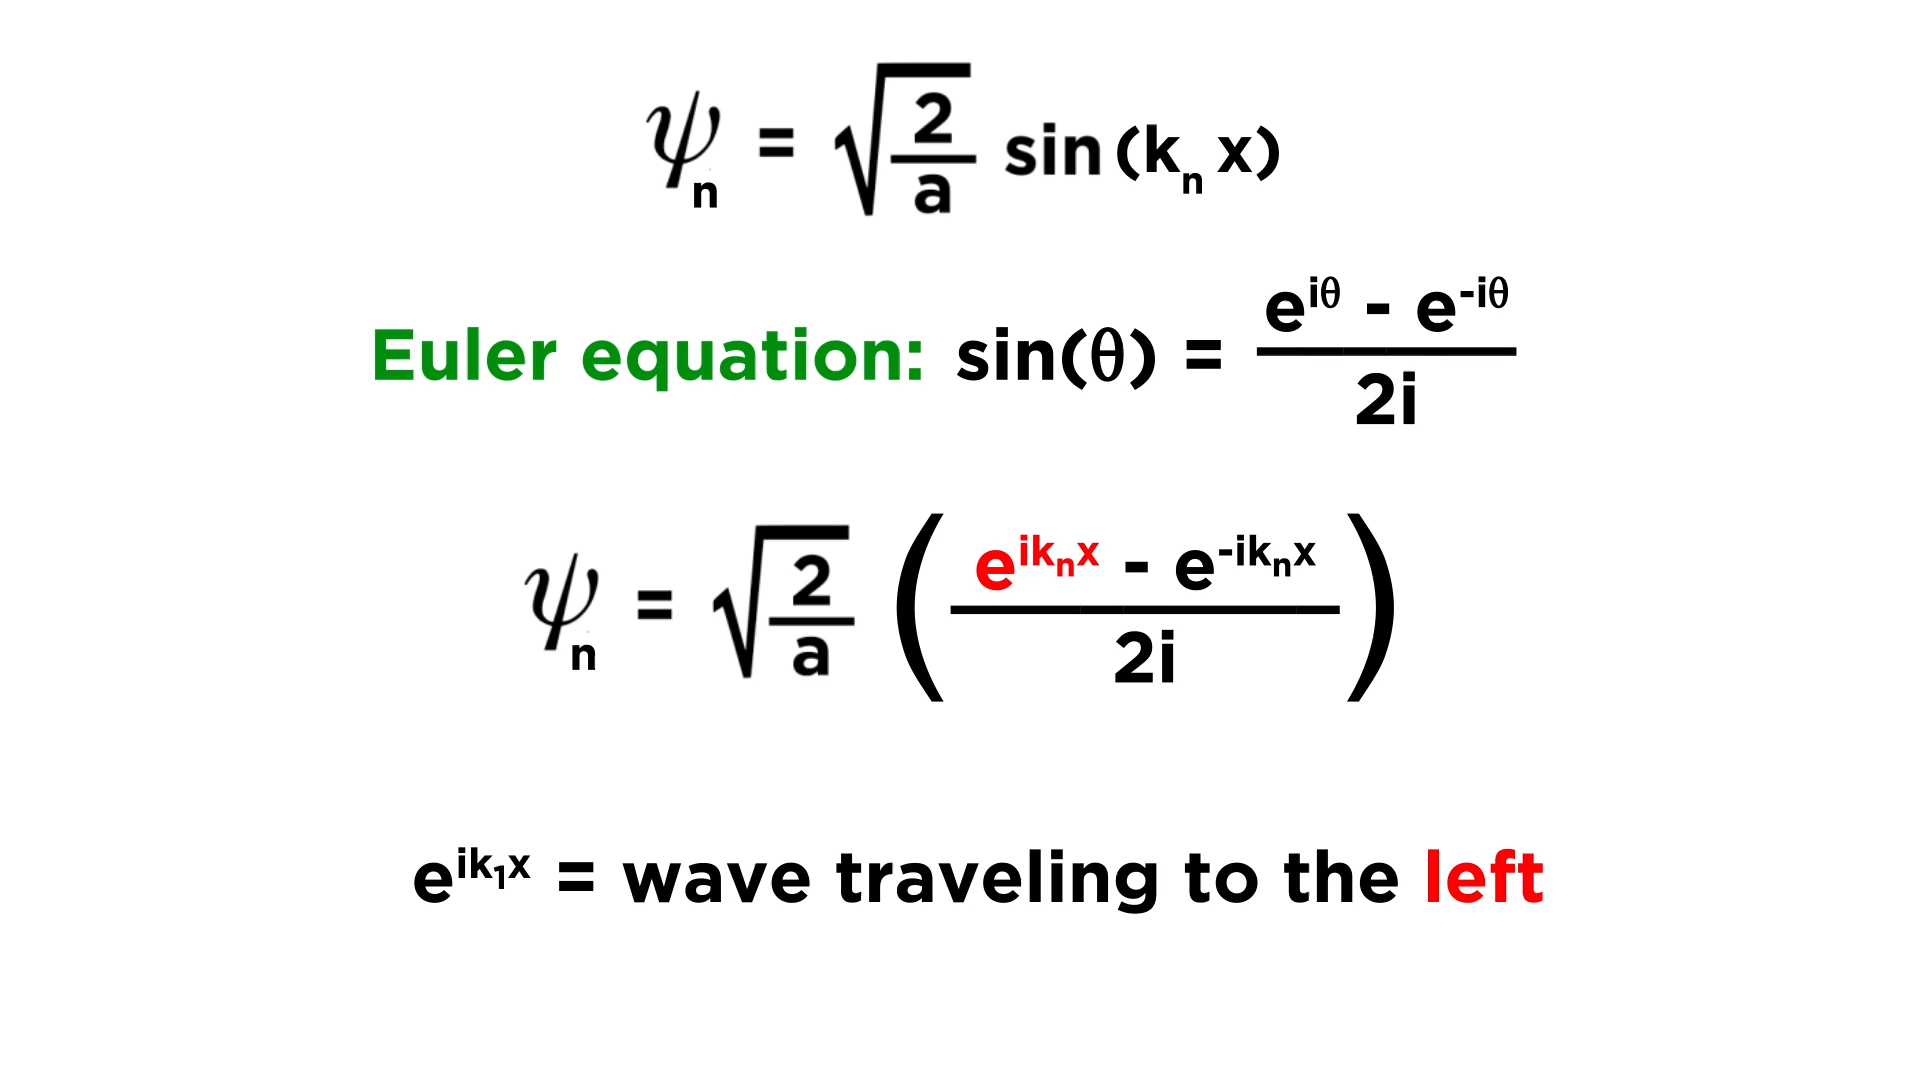 ψₙ = √(2/a) sin(kₙ x)
Euler equation: sin(θ) = (e^{iθ} - e^{-iθ}) / 2i
ψₙ = √(2/a) ((e^{ikₙx} - e^{-ikₙx}) / 2i)
e^{ik₁x} = wave traveling to the left